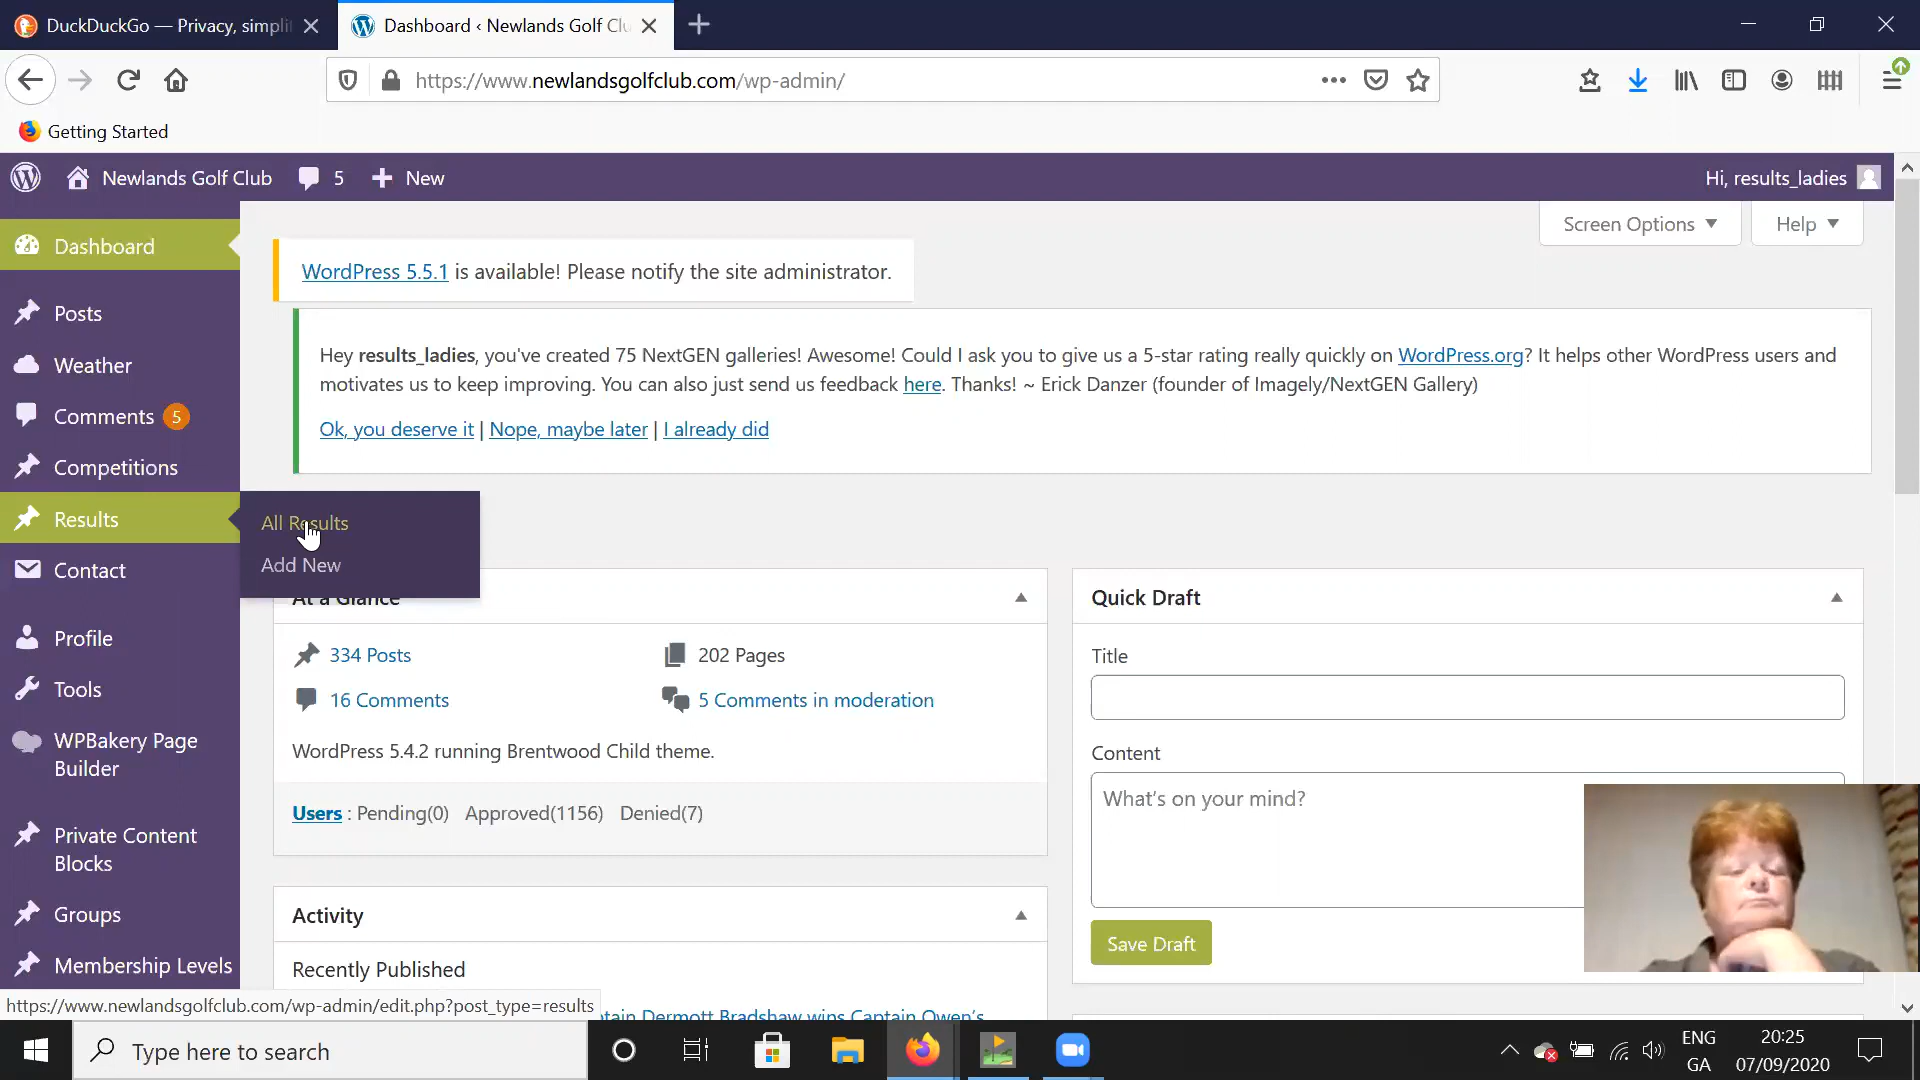 DuckDuckGo — Privacy, simpli
Dashboard ‹ Newlands Golf Clu
https://www.newlandsgolfclub.com/wp-admin/
Getting Started
Newlands Golf Club
5
New
Hi, results_ladies
Screen Options
Help
Dashboard
WordPress 5.5.1 is available! Please notify the site administrator.
Posts
Weather
Comments 5
Competitions
Results
Contact
Profile
Tools
WPBakery Page
Builder
Private Content
Blocks
Groups
Membership Levels
Hey results_ladies, you've created 75 NextGEN galleries! Awesome! Could I ask you to give us a 5-star rating really quickly on WordPress.org? It helps other WordPress users and
motivates us to keep improving. You can also just send us feedback here. Thanks! ~ Erick Danzer (founder of Imagely/NextGEN Gallery)
Ok, you deserve it | Nope, maybe later | I already did
All Results
Add New
At a Glance
334 Posts
202 Pages
16 Comments
5 Comments in moderation
WordPress 5.4.2 running Brentwood Child theme.
Users : Pending(0) Approved(1156) Denied(7)
Activity
Recently Published
tain Dermott Bradshaw wins Captain Owen's
Quick Draft
Title
Content
What's on your mind?
Save Draft
https://www.newlandsgolfclub.com/wp-admin/edit.php?post_type=results
Type here to search
ENG
GA
20:25
07/09/2020